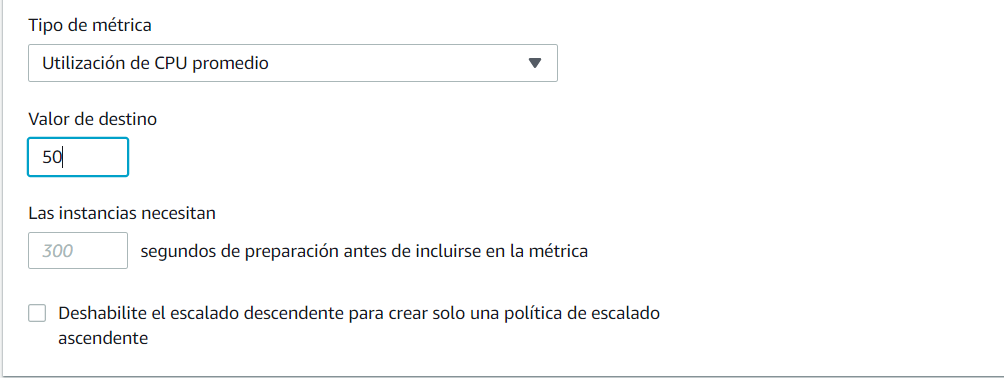 Tipo de métrica
Utilización de CPU promedio
Valor de destino
50
Las instancias necesitan
300 segundos de preparación antes de incluirse en la métrica
Deshabilite el escalado descendente para crear solo una política de escalado
ascendente